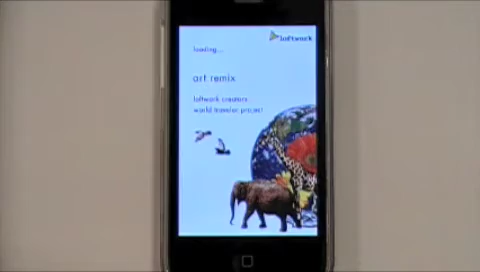 loftwork
loading...
art remix
loftwork creators
world traveler project